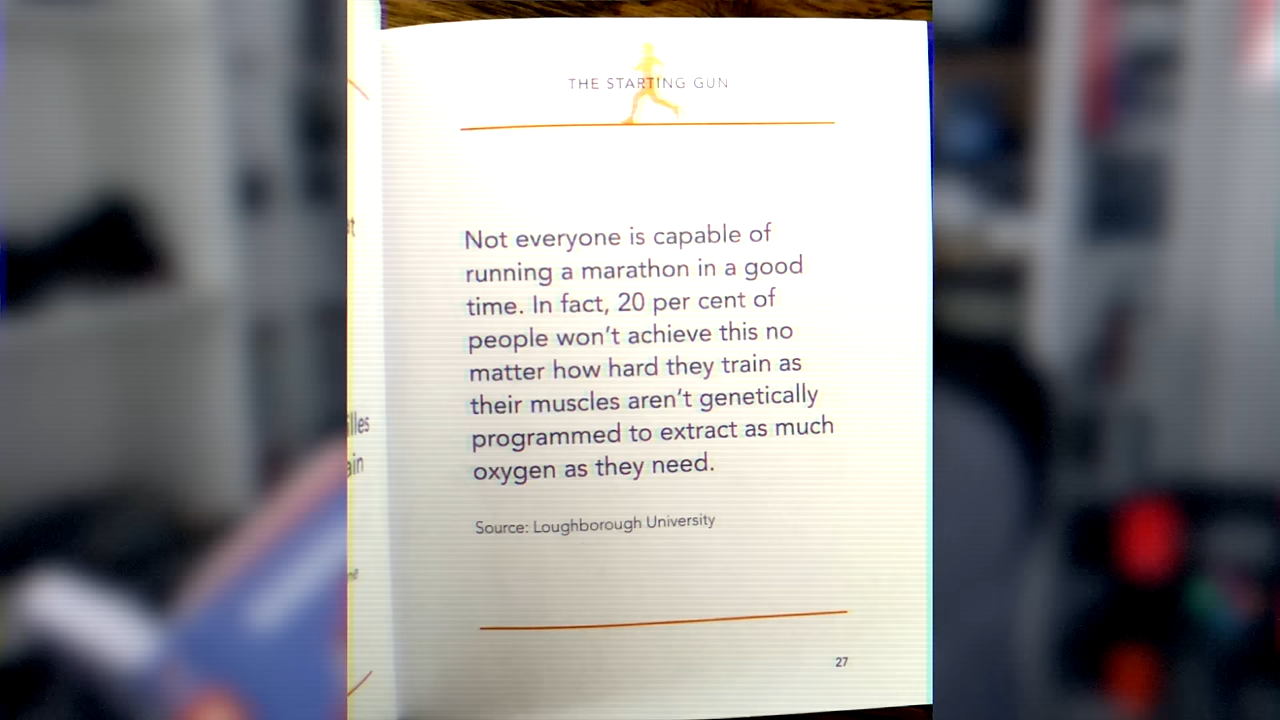 THE STARTING GUN
Not everyone is capable of
running a marathon in a good
time. In fact, 20 per cent of
people won't achieve this no
matter how hard they train as
their muscles aren't genetically
programmed to extract as much
oxygen as they need.
Source: Loughborough University
27